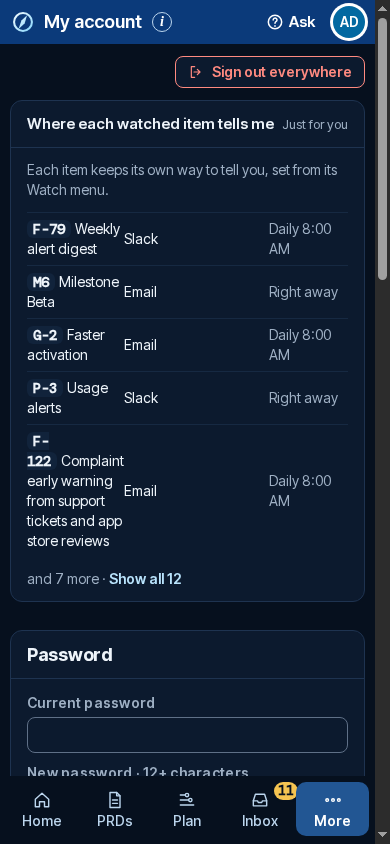 My account i Ask AD
Sign out everywhere
Where each watched item tells me Just for you
Each item keeps its own way to tell you, set from its
Watch menu.
F-79 Weekly
alert digest
Slack
Daily 8:00
AM
M6 Milestone
Beta
Email
Right away
G-2 Faster
activation
Email
Daily 8:00
AM
P-3 Usage
alerts
Slack
Right away
F-
122 Complaint
early warning
from support
tickets and app
store reviews
Email
Daily 8:00
AM
and 7 more · Show all 12
Password
Current password
New password · 12+ characters
Home PRDs Plan Inbox 11 More